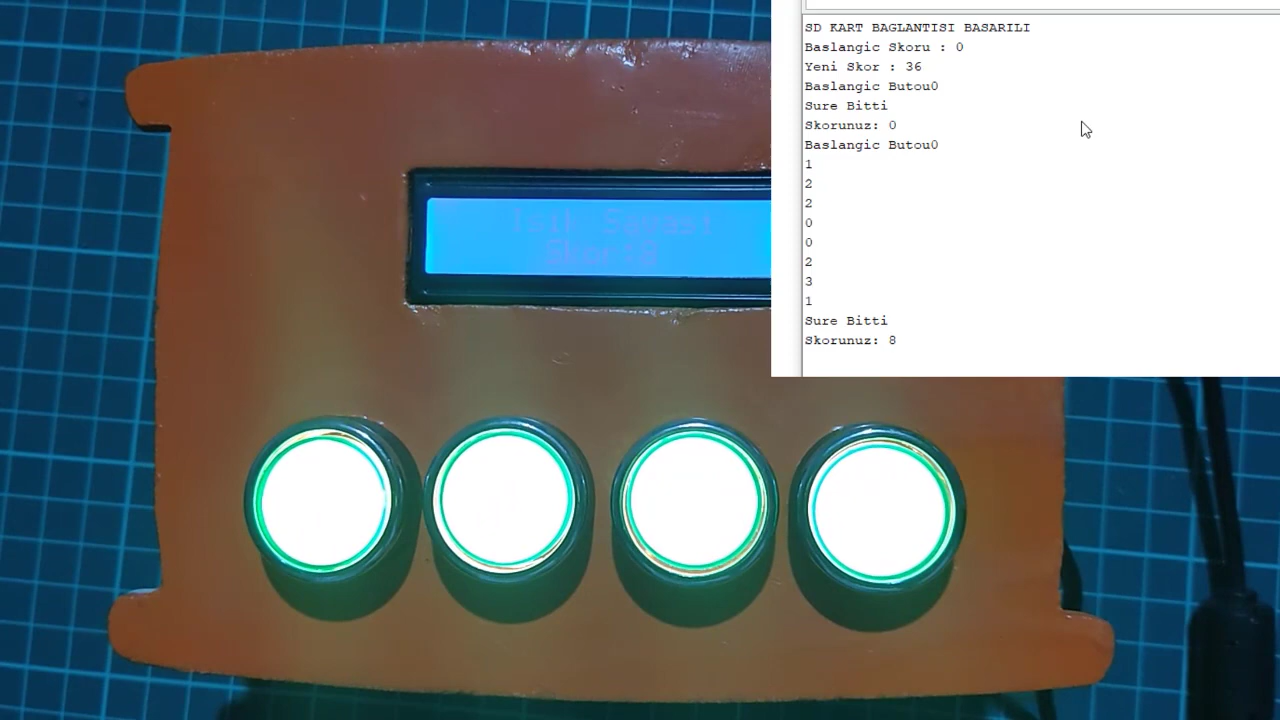 Isik Savasi
Skor:8
SD KART BAGLANTISI BASARILI
Baslangic Skoru : 0
Yeni Skor : 36
Baslangic Butou0
Sure Bitti
Skorunuz: 0
Baslangic Butou0
1
2
2
0
0
2
3
1
Sure Bitti
Skorunuz: 8